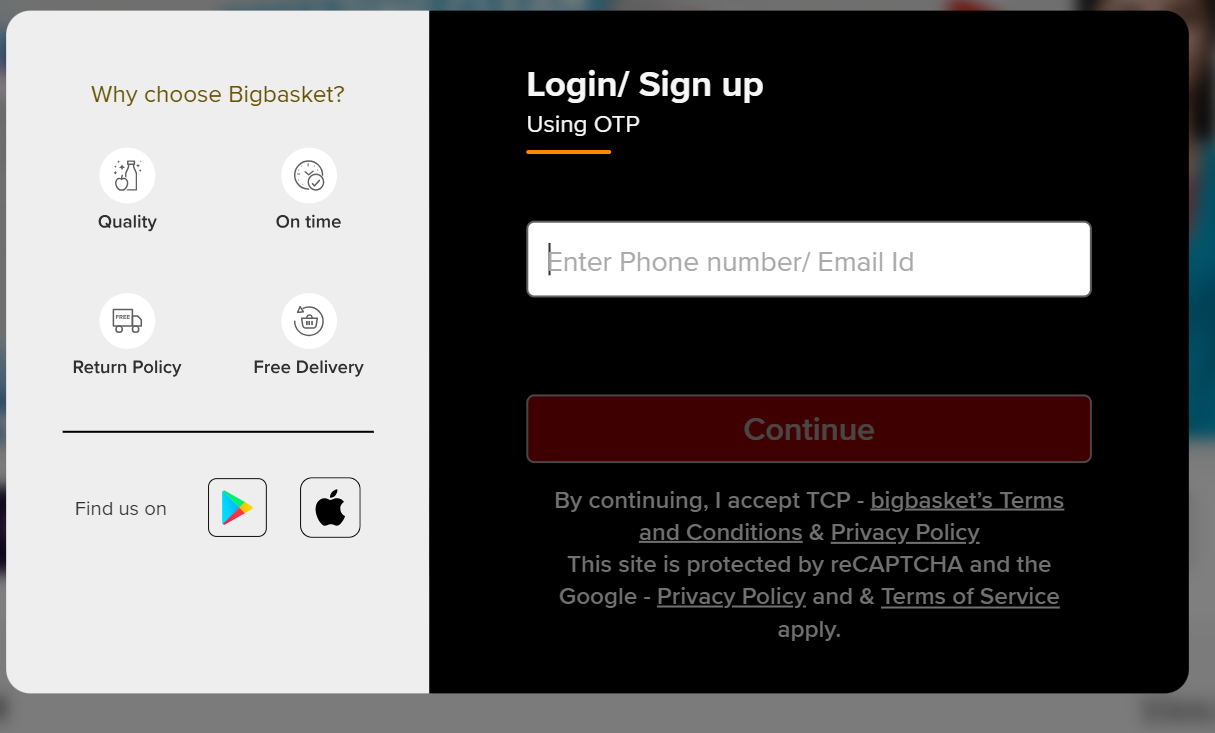 Why choose Bigbasket?
Quality
On time
FREE
Return Policy
Free Delivery
Find us on
Login/ Sign up
Using OTP
Enter Phone number/ Email Id
Continue
By continuing, I accept TCP - bigbasket’s Terms
and Conditions & Privacy Policy
This site is protected by reCAPTCHA and the
Google - Privacy Policy and & Terms of Service
apply.